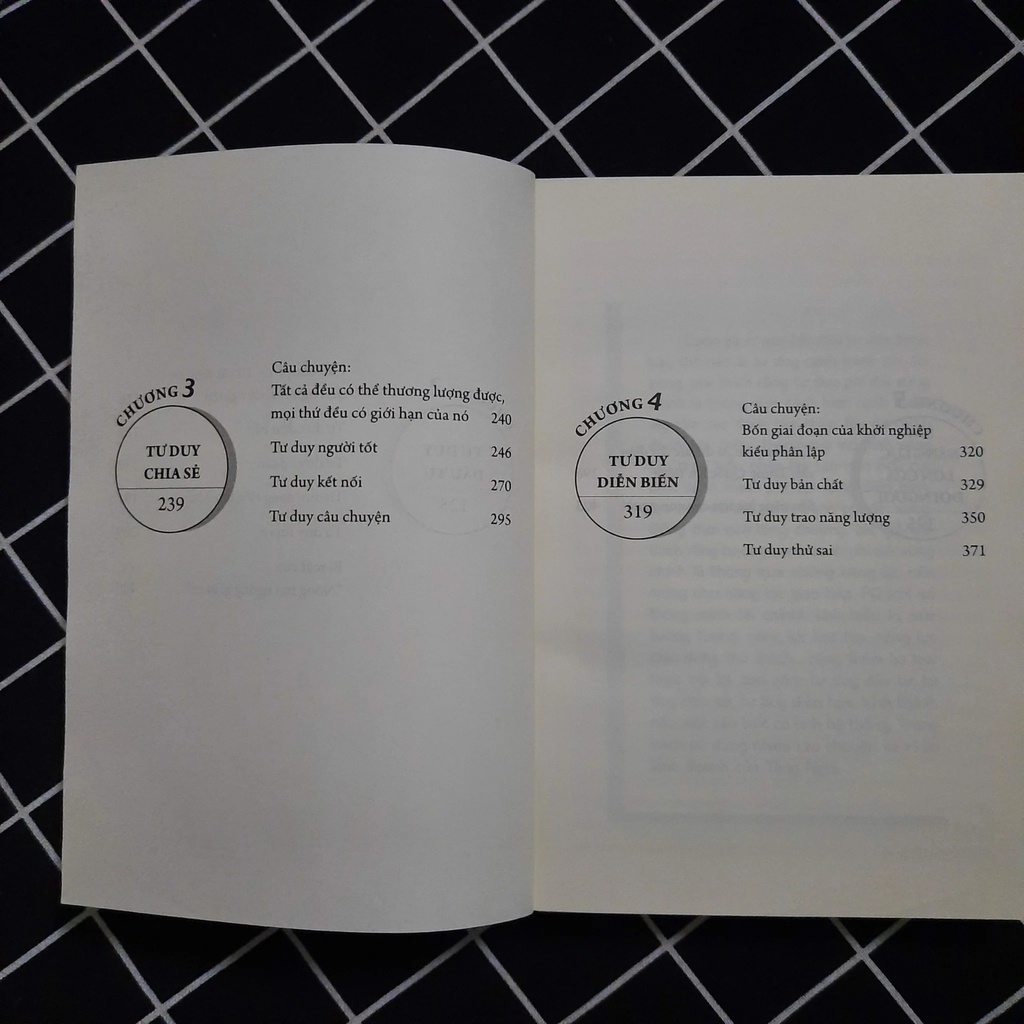 CHƯƠNG 3
TƯ DUY
CHIA SẺ
239
Câu chuyện:
Tất cả đều có thể thương lượng được,
mọi thứ đều có giới hạn của nó 240
Tư duy người tốt 246
Tư duy kết nối 270
Tư duy câu chuyện 295
CHƯƠNG 4
TƯ DUY
DIỄN BIẾN
319
Câu chuyện:
Bốn giai đoạn của khởi nghiệp
kiểu phân lập 320
Tư duy bản chất 329
Tư duy trao năng lượng 350
Tư duy thử sai 371